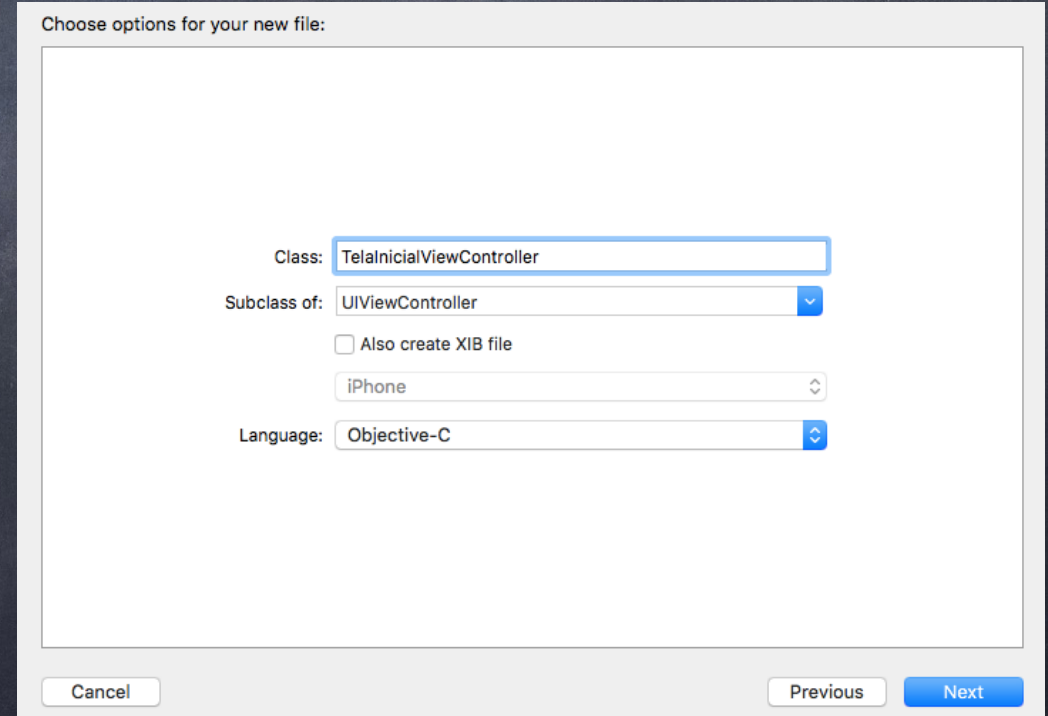 Choose options for your new file:
Class: TelaInicialViewController
Subclass of: UIViewController
Also create XIB file
iPhone
Language: Objective-C
Cancel Previous Next